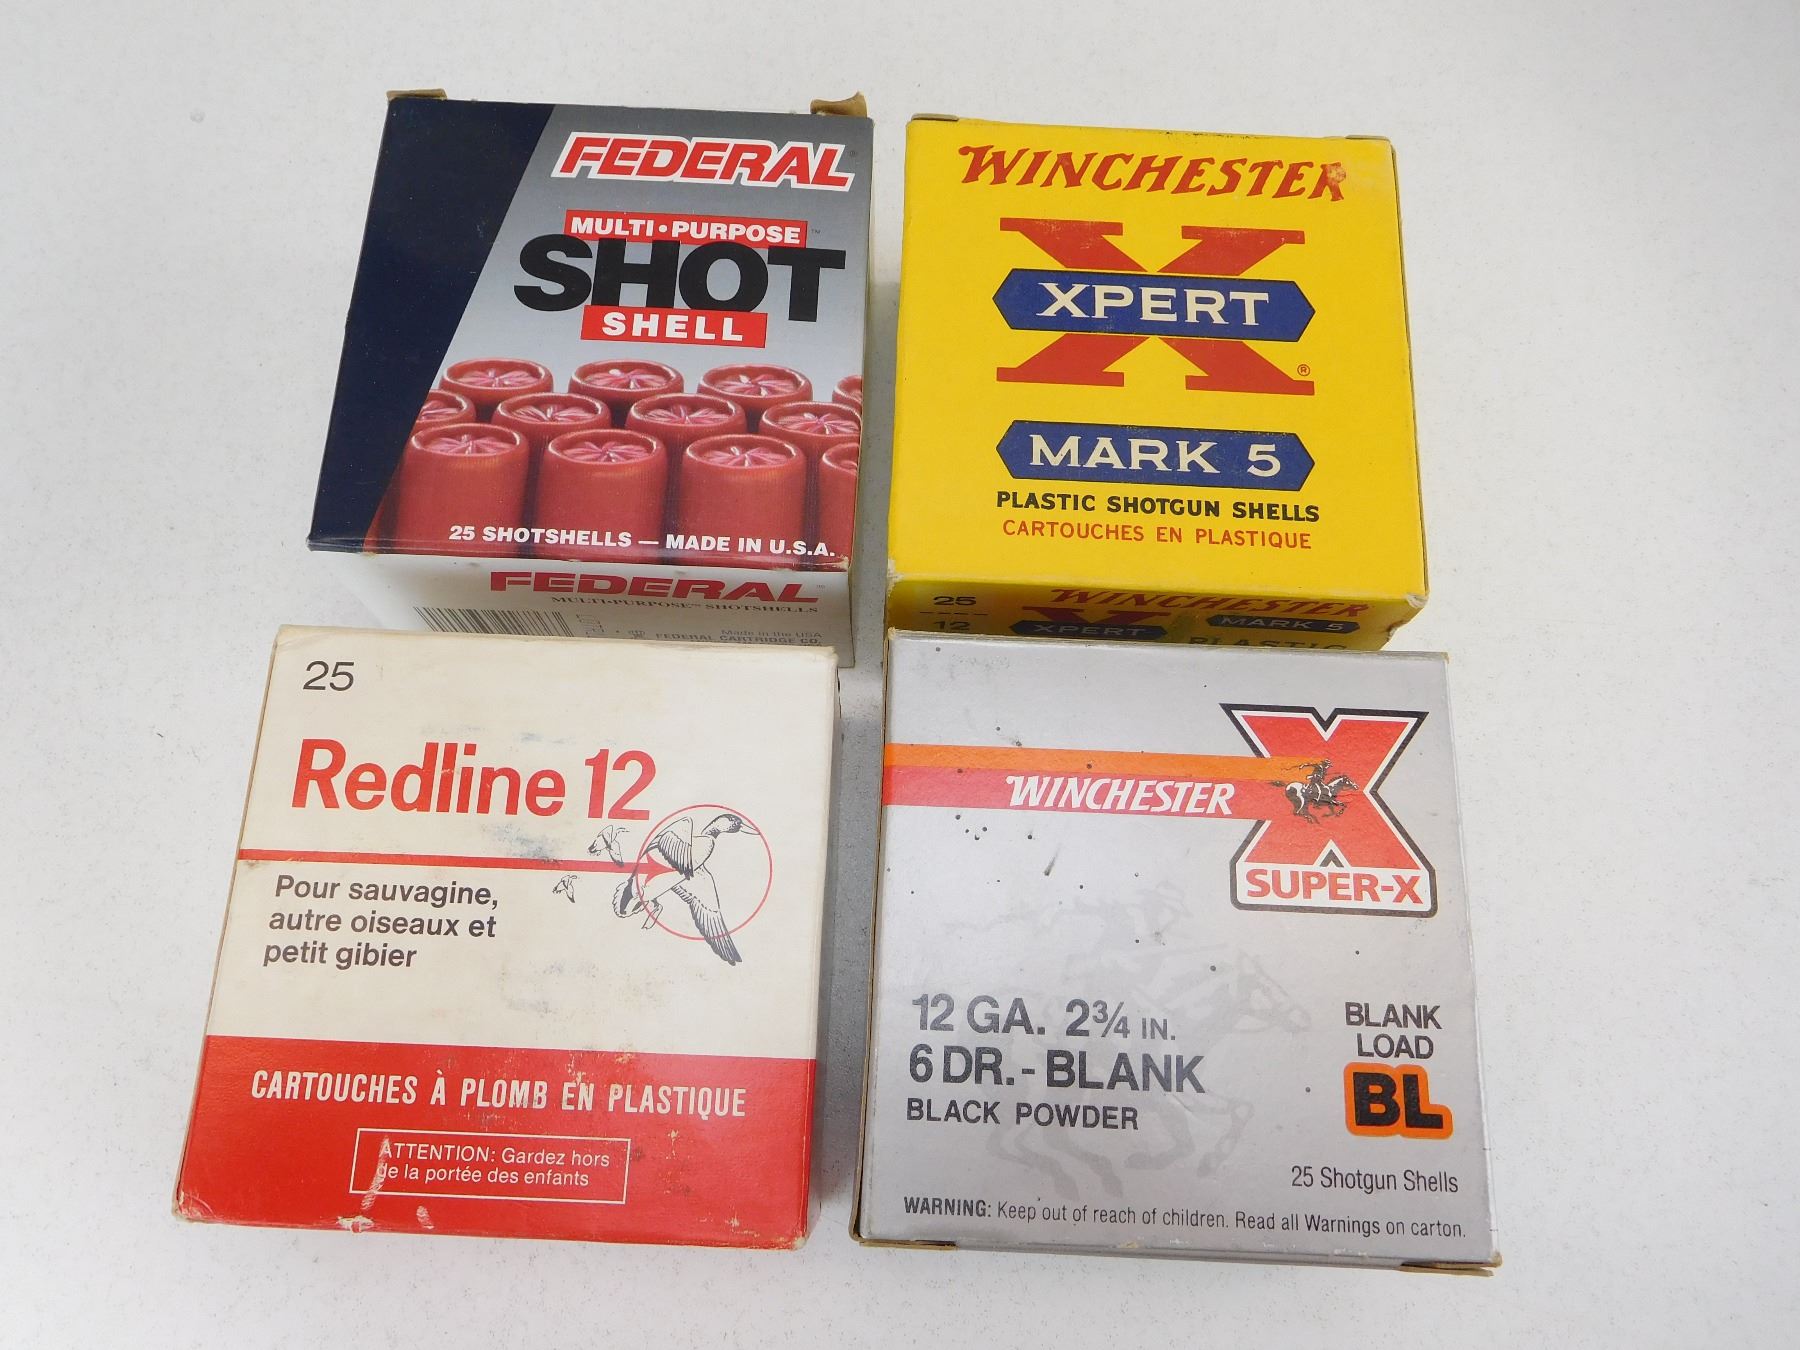 FEDERAL
MULTI•PURPOSE™
SHOT
SHELL
25 SHOTSHELLS — MADE IN U.S.A.
FEDERAL
MULTI-PURPOSE™ SHOTSHELLS
Made in the USA
FEDERAL CARTRIDGE CO.
WINCHESTER
X
XPERT
®
MARK 5
PLASTIC SHOTGUN SHELLS
CARTOUCHES EN PLASTIQUE
25
12
WINCHESTER
XPERT
MARK 5
PLASTIC
25
Redline 12
Pour sauvagine,
autre oiseaux et
petit gibier
CARTOUCHES À PLOMB EN PLASTIQUE
ATTENTION: Gardez hors
de la portée des enfants
WINCHESTER
X
SUPER-X
12 GA. 2¾ IN.
6 DR.-BLANK
BLACK POWDER
BLANK
LOAD
BL
25 Shotgun Shells
WARNING: Keep out of reach of children. Read all Warnings on carton.